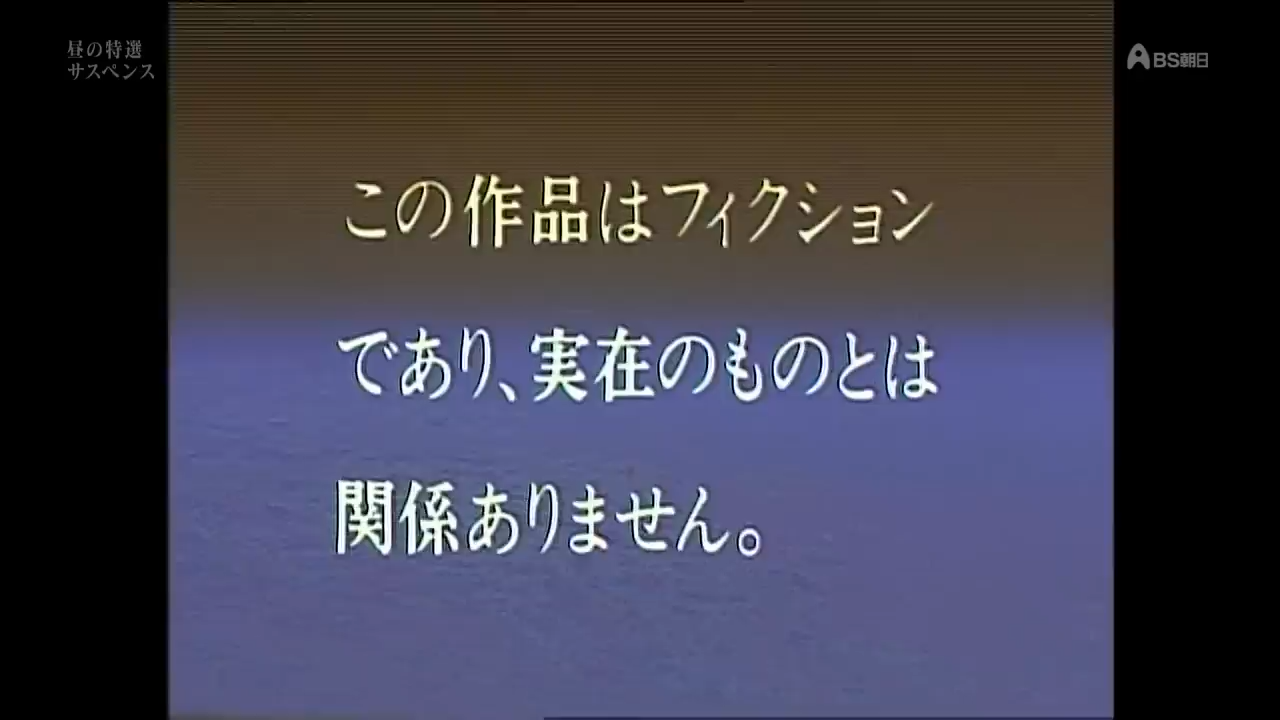 昼の特選
サスペンス
BS朝日
この作品はフィクション
であり、実在のものとは
関係ありません。